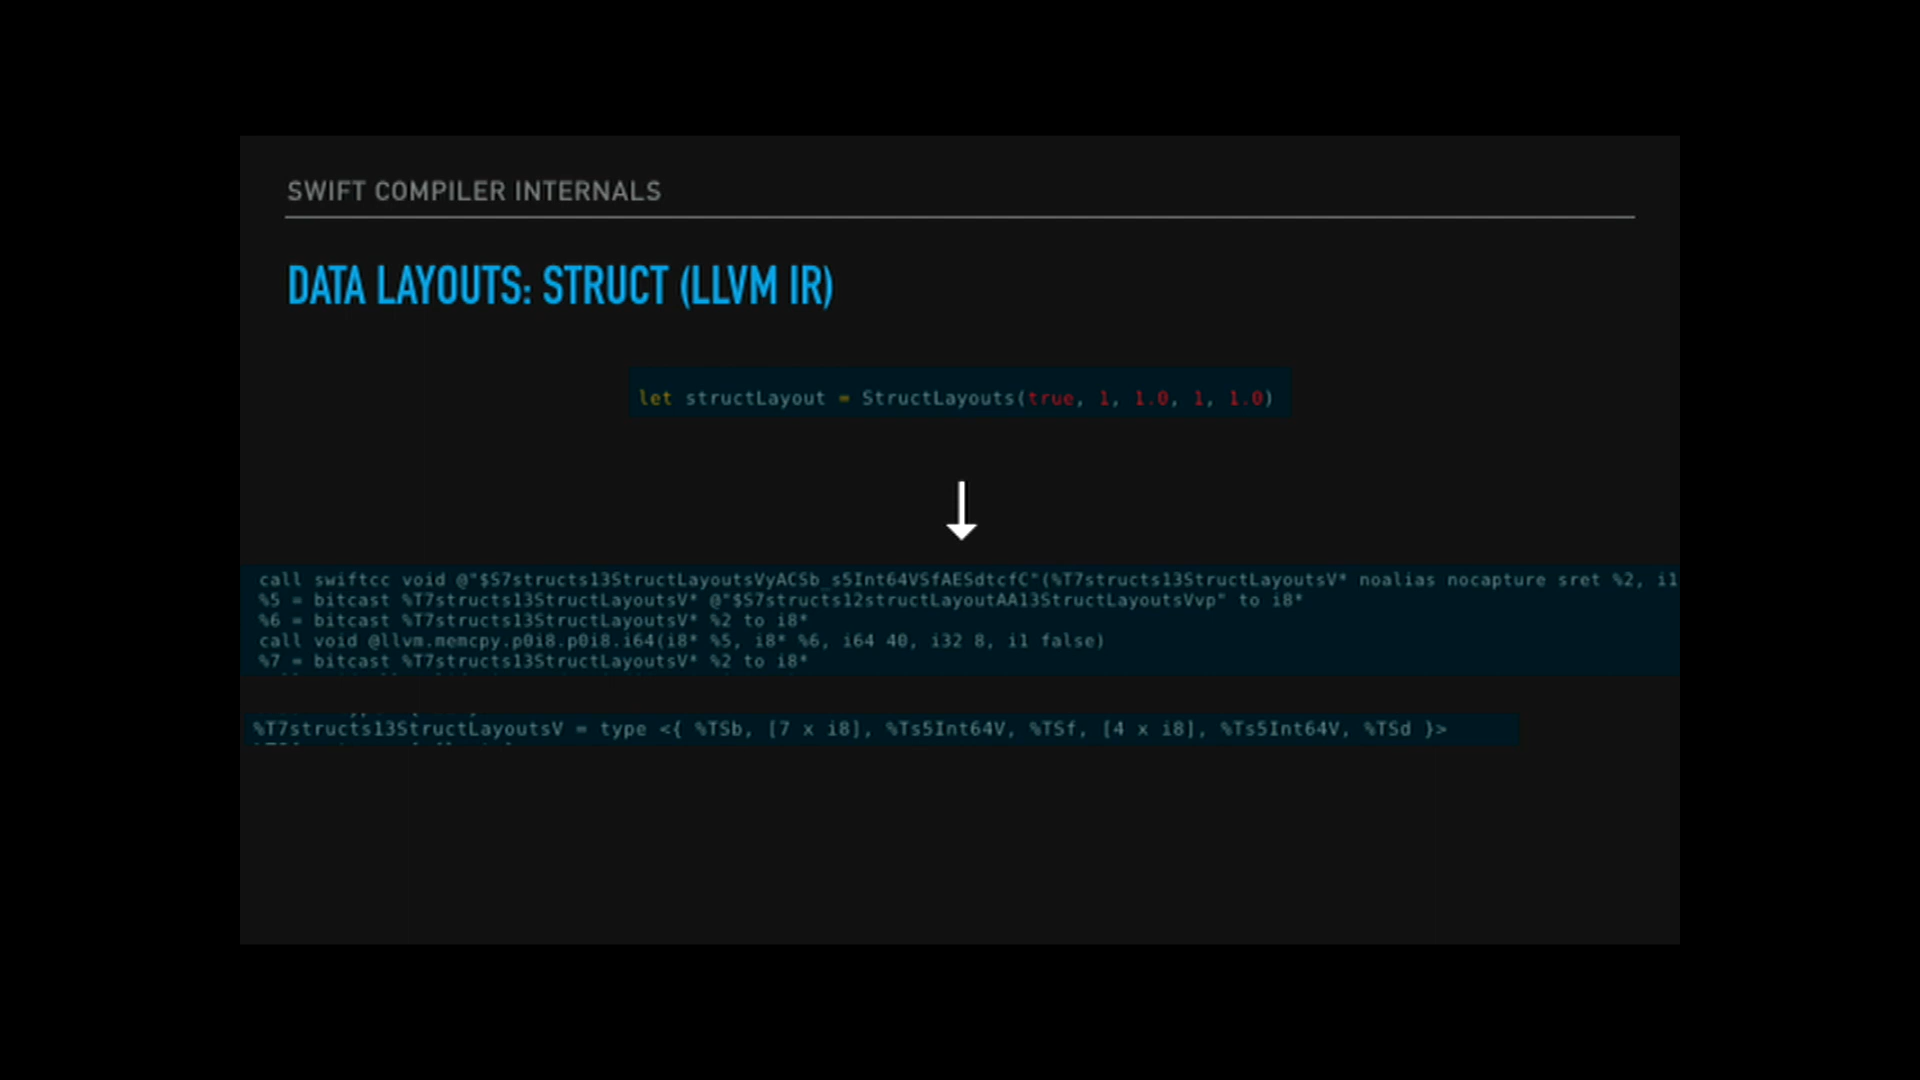 SWIFT COMPILER INTERNALS
DATA LAYOUTS: STRUCT (LLVM IR)
let structLayout = StructLayouts(true, 1, 1.0, 1, 1.0)
call swiftcc void @"$S7structs13StructLayoutsVyACSb_s5Int64VSfAESdtcfC"(%T7structs13StructLayoutsV* noalias nocapture sret %2, i1
%5 = bitcast %T7structs13StructLayoutsV* @"$S7structs12structLayoutAA13StructLayoutsVvp" to i8*
%6 = bitcast %T7structs13StructLayoutsV* %2 to i8*
call void @llvm.memcpy.p0i8.p0i8.i64(i8* %5, i8* %6, i64 40, i32 8, i1 false)
%7 = bitcast %T7structs13StructLayoutsV* %2 to i8*
%T7structs13StructLayoutsV = type <{ %TSb, [7 x i8], %Ts5Int64V, %TSf, [4 x i8], %Ts5Int64V, %TSd }>